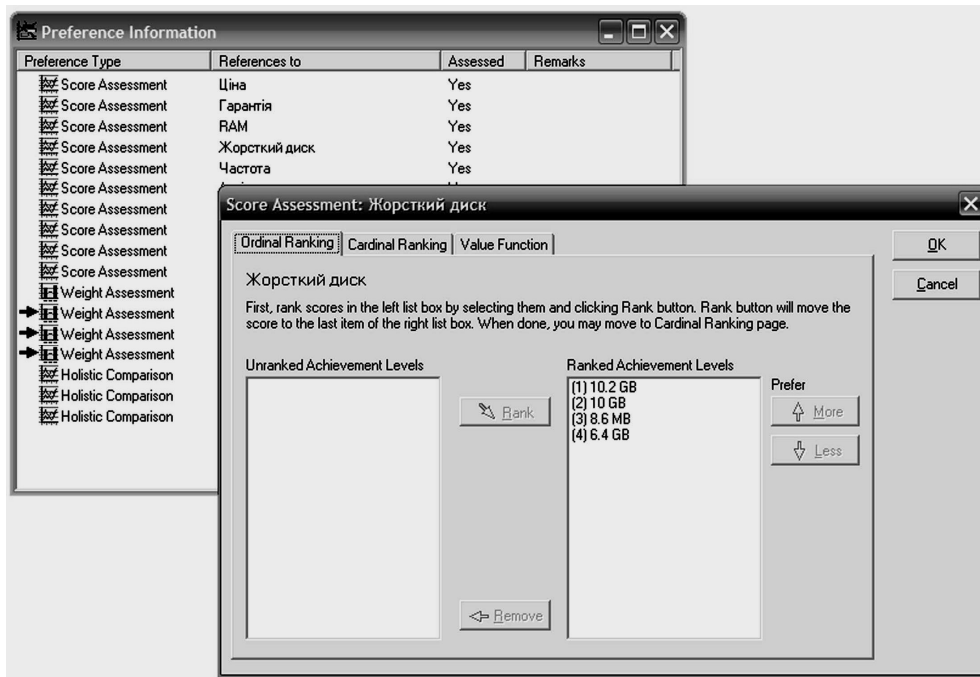 Preference Information
Preference Type References to Assessed Remarks
Score Assessment Ціна Yes
Score Assessment Гарантія Yes
Score Assessment RAM Yes
Score Assessment Жорсткий диск Yes
Score Assessment Частота Yes
Score Assessment
Score Assessment
Score Assessment
Score Assessment
Score Assessment
Weight Assessment
Weight Assessment
Weight Assessment
Weight Assessment
Holistic Comparison
Holistic Comparison
Holistic Comparison
Score Assessment: Жорсткий диск
Ordinal Ranking Cardinal Ranking Value Function
OK
Cancel
Жорсткий диск
First, rank scores in the left list box by selecting them and clicking Rank button. Rank button will move the
score to the last item of the right list box. When done, you may move to Cardinal Ranking page.
Unranked Achievement Levels Ranked Achievement Levels
(1) 10.2 GB
(2) 10 GB
(3) 8.6 MB
(4) 6.4 GB
Rank
Prefer
More
Less
Remove